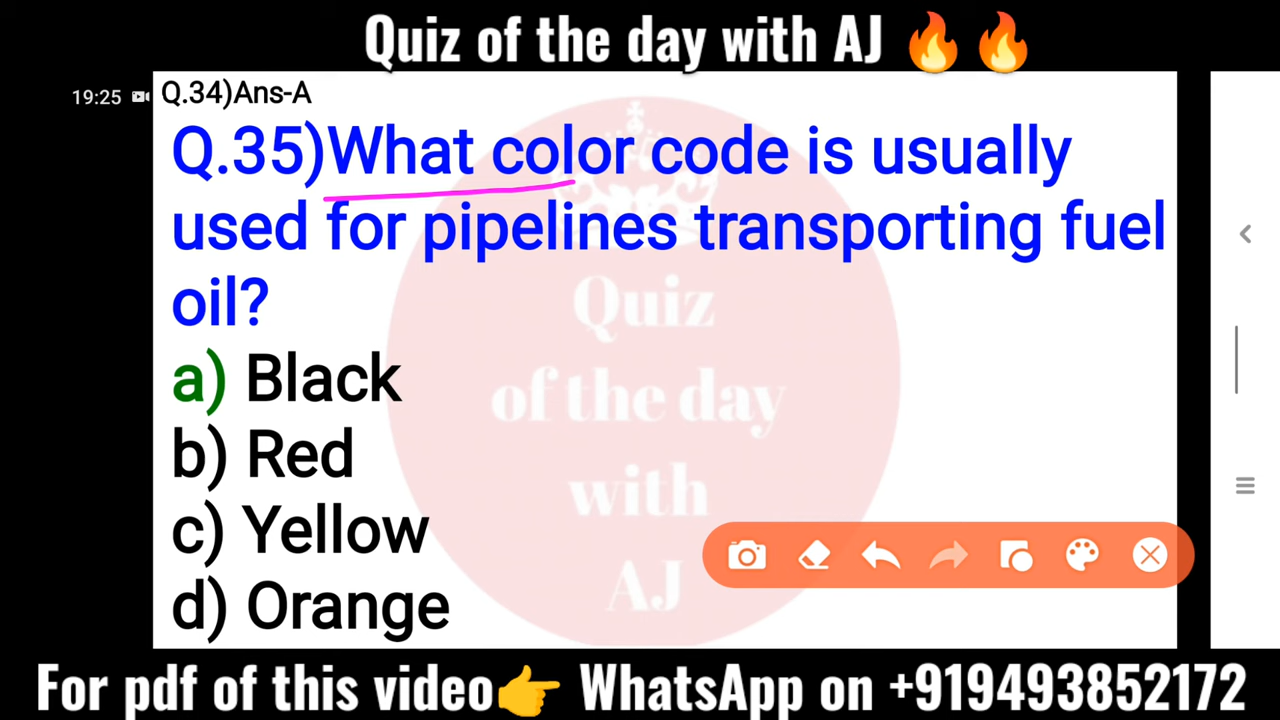 Quiz of the day with AJ 🔥🔥
19:25
Q.34)Ans-A
Q.35)What color code is usually
used for pipelines transporting fuel
oil?
a) Black
b) Red
c) Yellow
d) Orange
Quiz
of the day
with
AJ
For pdf of this video👉 WhatsApp on +919493852172